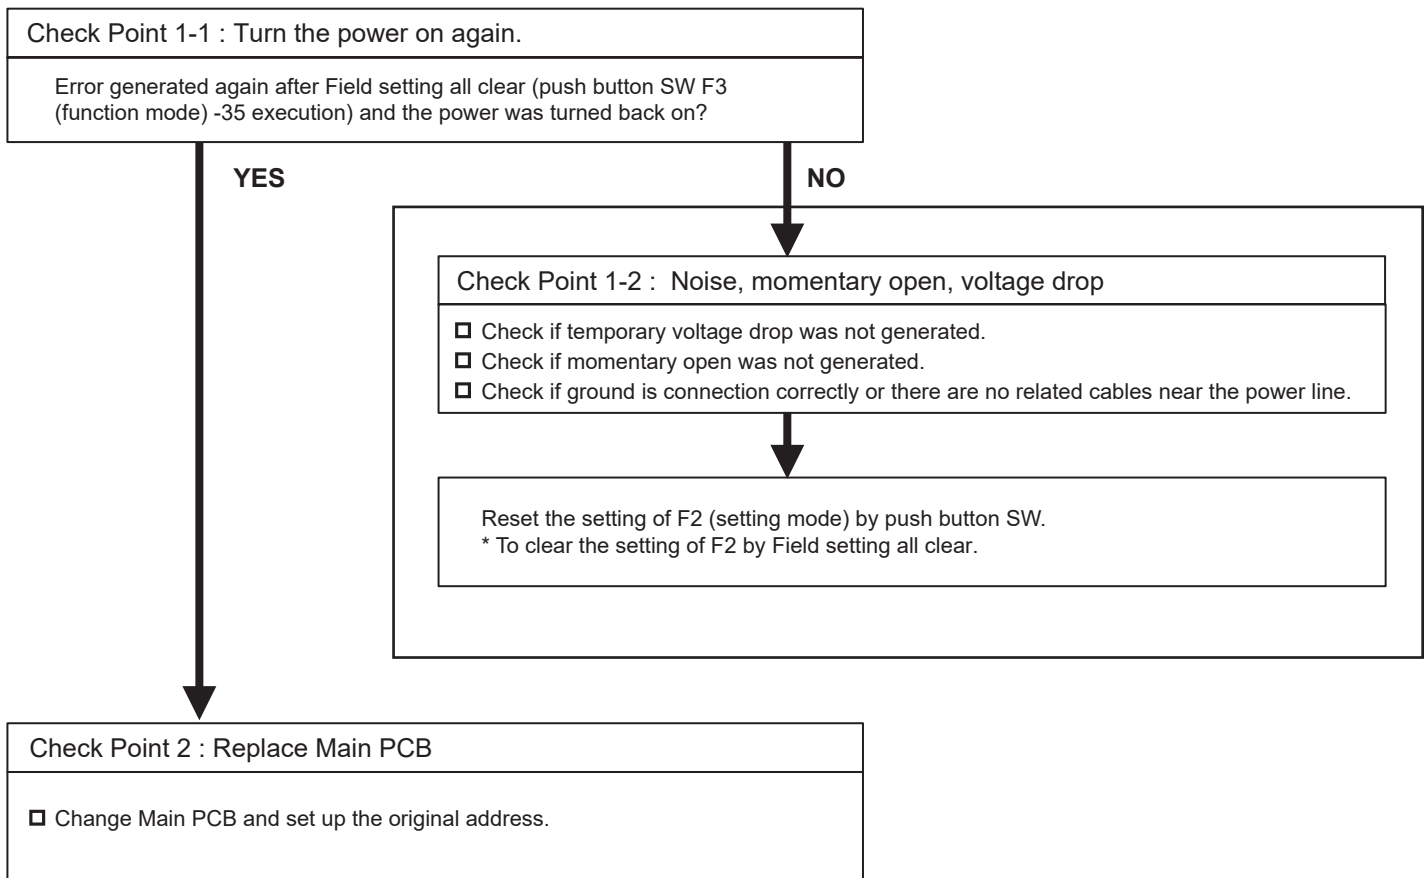 Check Point 1-1 : Turn the power on again.
Error generated again after Field setting all clear (push button SW F3
(function mode) -35 execution) and the power was turned back on?
YES
NO
Check Point 1-2 :  Noise, momentary open, voltage drop
Check if temporary voltage drop was not generated.
Check if momentary open was not generated.
Check if ground is connection correctly or there are no related cables near the power line.
Reset the setting of F2 (setting mode) by push button SW.
* To clear the setting of F2 by Field setting all clear.
Check Point 2 : Replace Main PCB
Change Main PCB and set up the original address.